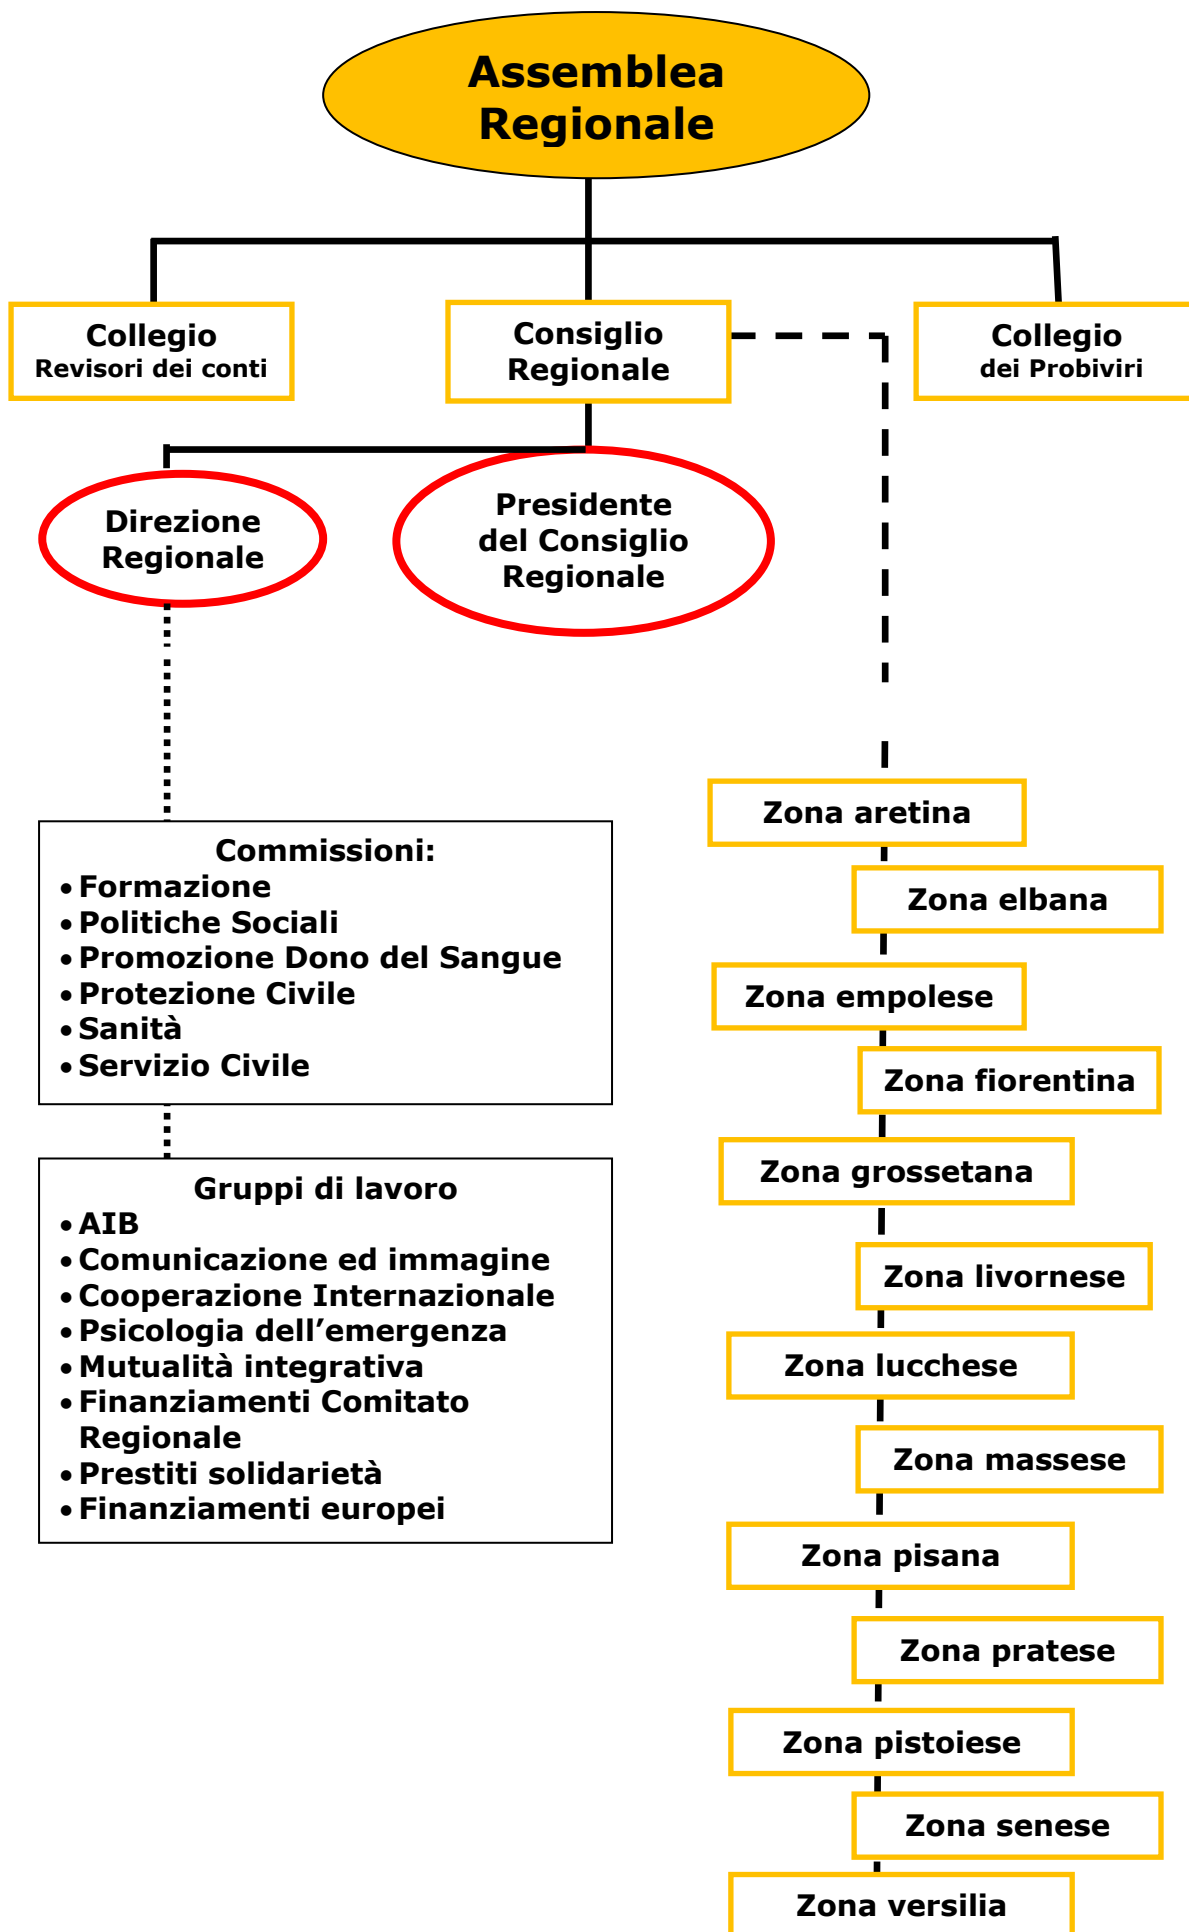 Assemblea
Regionale
Collegio
Revisori dei conti
Consiglio
Regionale
Collegio
dei Probiviri
Direzione
Regionale
Presidente
del Consiglio
Regionale
Commissioni:
• Formazione
• Politiche Sociali
• Promozione Dono del Sangue
• Protezione Civile
• Sanità
• Servizio Civile
Gruppi di lavoro
• AIB
• Comunicazione ed immagine
• Cooperazione Internazionale
• Psicologia dell’emergenza
• Mutualità integrativa
• Finanziamenti Comitato
Regionale
• Prestiti solidarietà
• Finanziamenti europei
Zona aretina
Zona elbana
Zona empolese
Zona fiorentina
Zona grossetana
Zona livornese
Zona lucchese
Zona massese
Zona pisana
Zona pratese
Zona pistoiese
Zona senese
Zona versilia